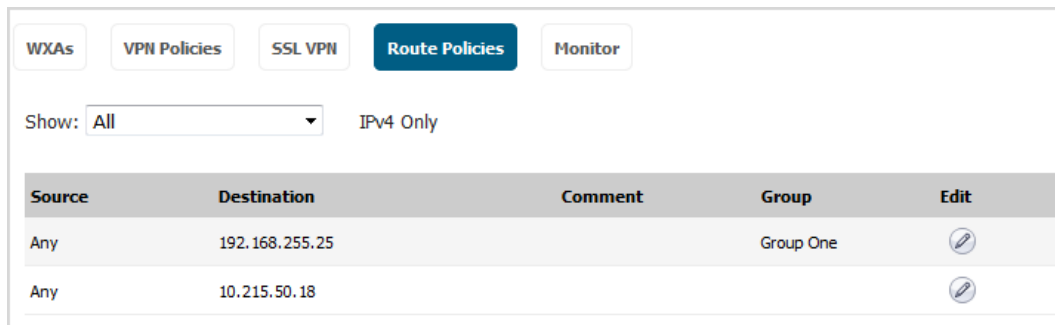 WXAs VPN Policies SSL VPN Route Policies Monitor
Show: All IPv4 Only
Source Destination Comment Group Edit
Any 192.168.255.25 Group One
Any 10.215.50.18